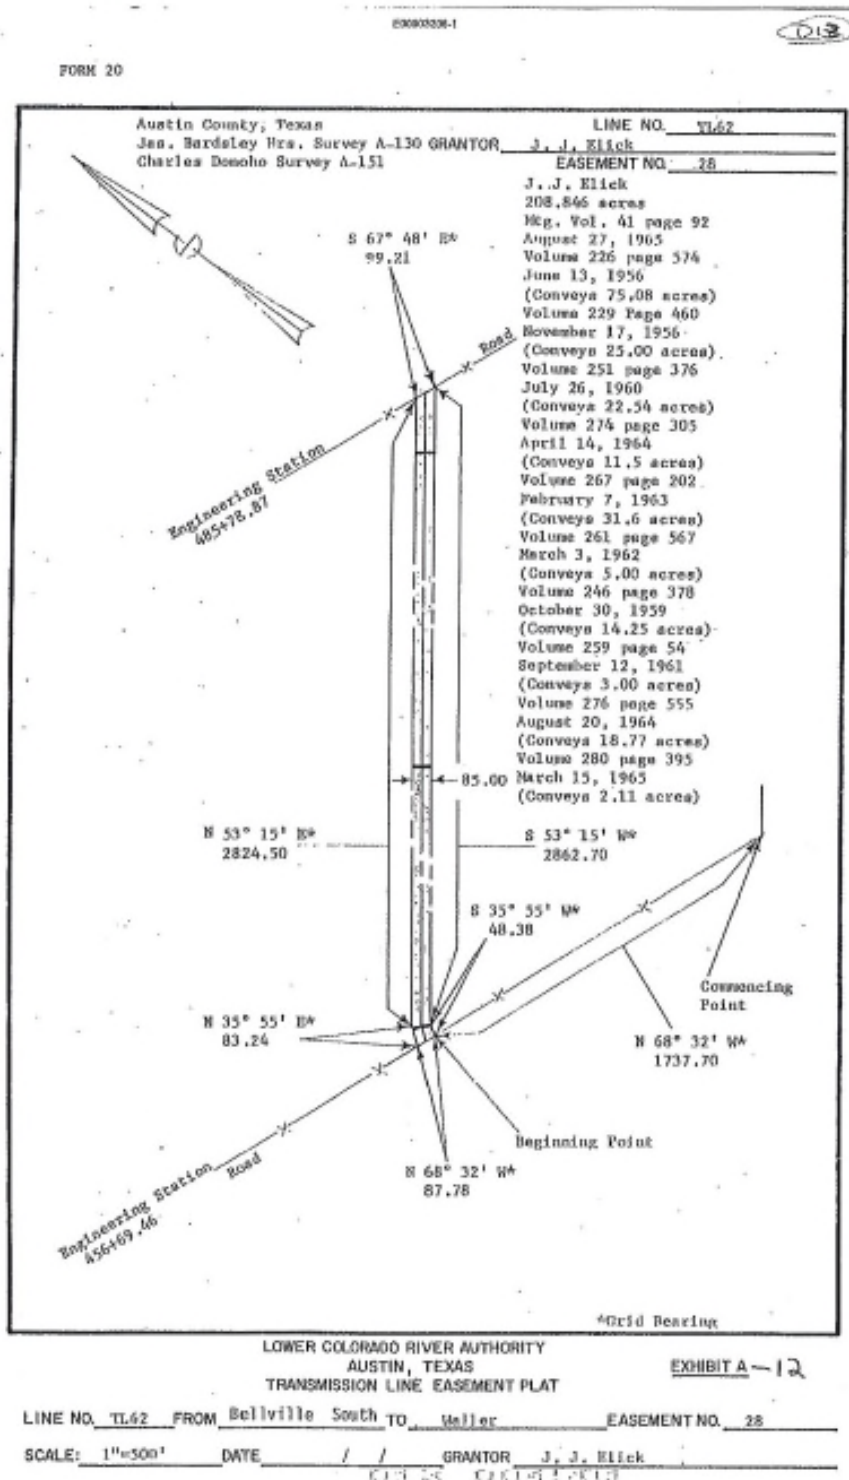 E00003206-1
D13
FORM 20
Austin County, Texas
LINE NO. TL62
Jas. Bardsley Hrs. Survey A-130 GRANTOR J. J. Elick
Charles Donoho Survey A-151
EASEMENT NO. 28
J. J. Elick
208.846 acres
Mtg. Vol. 41 page 92
August 27, 1965
Volume 226 page 574
June 13, 1956
(Conveys 75.08 acres)
Volume 229 Page 460
November 17, 1956
(Conveys 25.00 acres)
Volume 251 page 376
July 26, 1960
(Conveys 22.54 acres)
Volume 274 page 305
April 14, 1964
(Conveys 11.5 acres)
Volume 267 page 202
February 7, 1963
(Conveys 31.6 acres)
Volume 261 page 567
March 3, 1962
(Conveys 5.00 acres)
Volume 246 page 378
October 30, 1959
(Conveys 14.25 acres)
Volume 259 page 54
September 12, 1961
(Conveys 3.00 acres)
Volume 276 page 555
August 20, 1964
(Conveys 18.77 acres)
Volume 280 page 395
March 15, 1965
(Conveys 2.11 acres)
S 67° 48' E*
99.21
Road
Engineering Station
485+78.87
85.00
N 53° 15' E*
2824.50
S 53° 15' W*
2862.70
S 35° 55' W*
48.38
Commencing
Point
N 35° 55' E*
83.24
N 68° 32' W*
1737.70
Beginning Point
N 68° 32' W*
87.78
Road
Engineering Station
456+69.46
*Grid Bearing
LOWER COLORADO RIVER AUTHORITY
AUSTIN, TEXAS
TRANSMISSION LINE EASEMENT PLAT
EXHIBIT A-12
LINE NO. TL62 FROM Bellville South TO Waller EASEMENT NO. 28
SCALE: 1"=500' DATE / / GRANTOR J. J. Elick